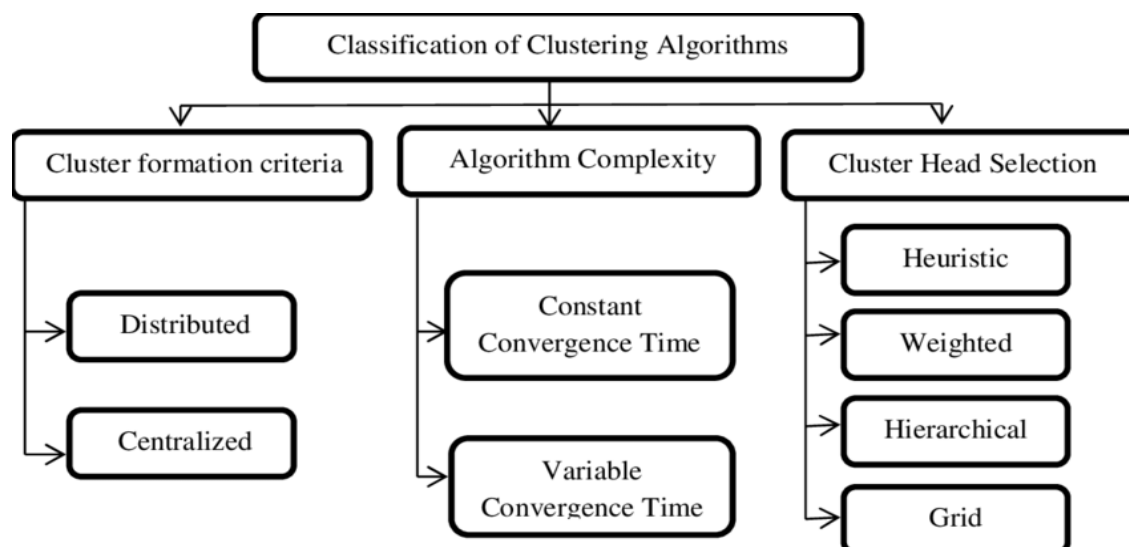 Classification of Clustering Algorithms
Cluster formation criteria
Algorithm Complexity
Cluster Head Selection
Distributed
Centralized
Constant
Convergence Time
Variable
Convergence Time
Heuristic
Weighted
Hierarchical
Grid